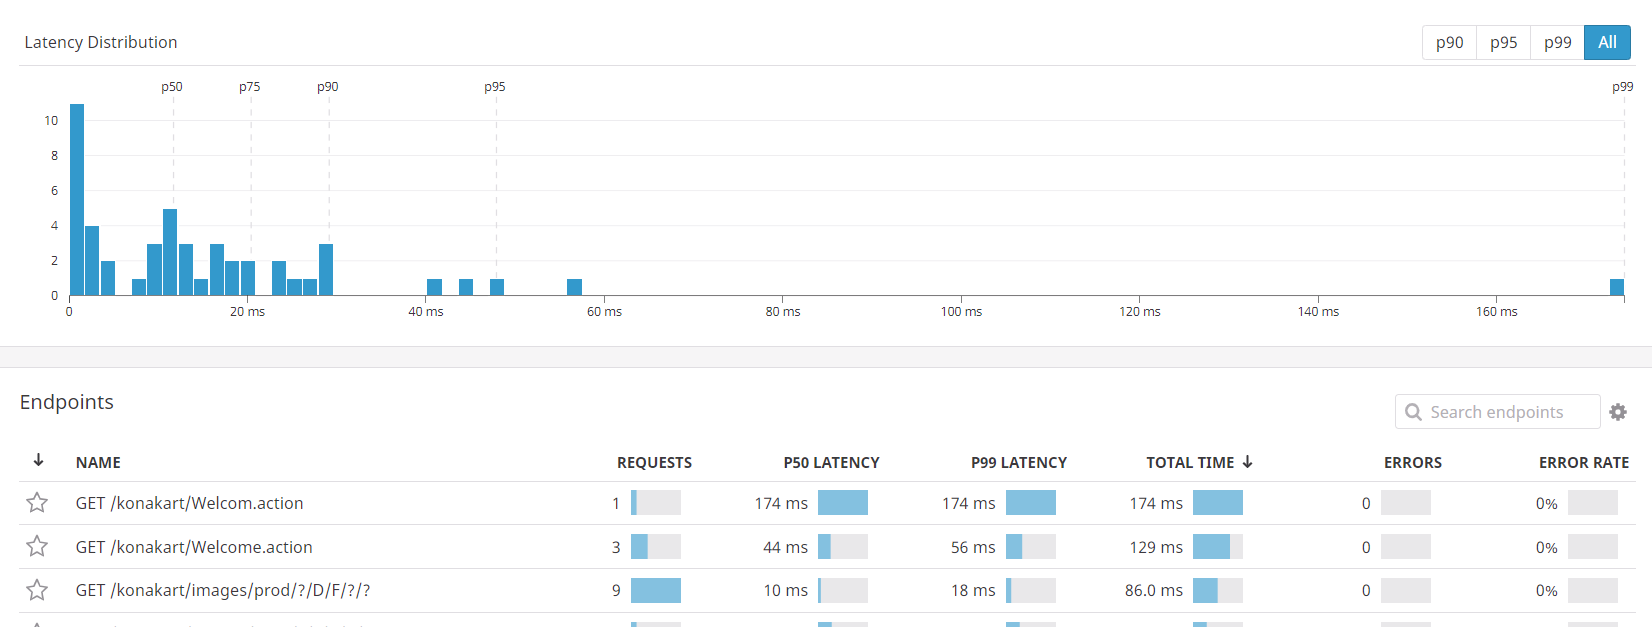 Latency Distribution
p90 p95 p99 All
p50 p75 p90 p95 p99
10
8
6
4
2
0
0 20 ms 40 ms 60 ms 80 ms 100 ms 120 ms 140 ms 160 ms
Endpoints
Search endpoints
NAME REQUESTS P50 LATENCY P99 LATENCY TOTAL TIME ERRORS ERROR RATE
GET /konakart/Welcom.action 1 174 ms 174 ms 174 ms 0 0%
GET /konakart/Welcome.action 3 44 ms 56 ms 129 ms 0 0%
GET /konakart/images/prod/?/D/F/?/? 9 10 ms 18 ms 86.0 ms 0 0%